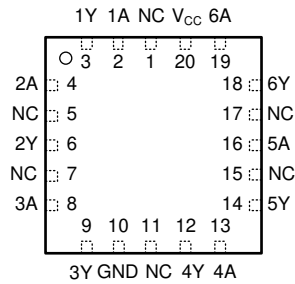 1Y 1A NC VCC 6A
3 2 1 20 19
2A 4 18 6Y
NC 5 17 NC
2Y 6 16 5A
NC 7 15 NC
3A 8 14 5Y
9 10 11 12 13
3Y GND NC 4Y 4A